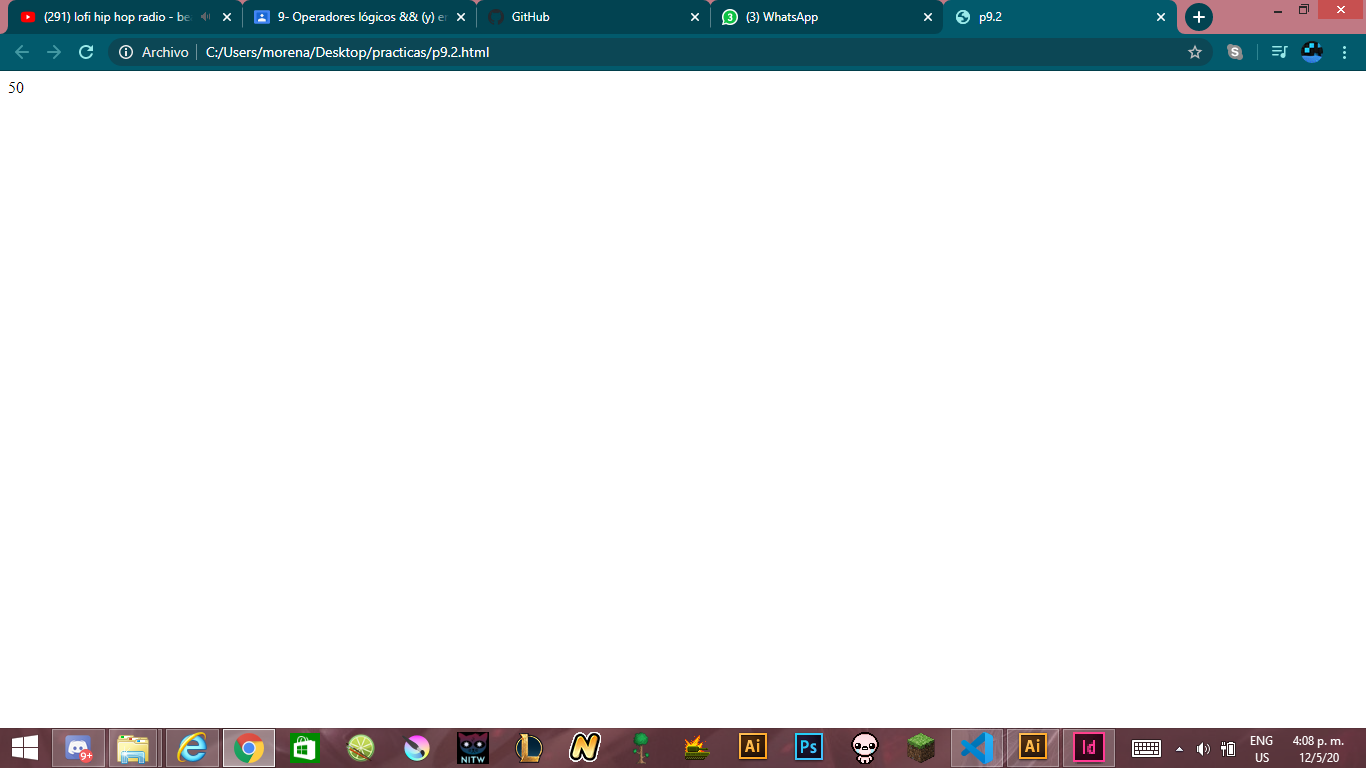 (291) lofi hip hop radio - be
9- Operadores lógicos && (y) e
GitHub
3
(3) WhatsApp
p9.2
Archivo
C:/Users/morena/Desktop/practicas/p9.2.html
S
50
9+
NITW
Ai
Ps
Ai
Id
ENG
US
4:08 p. m.
12/5/20